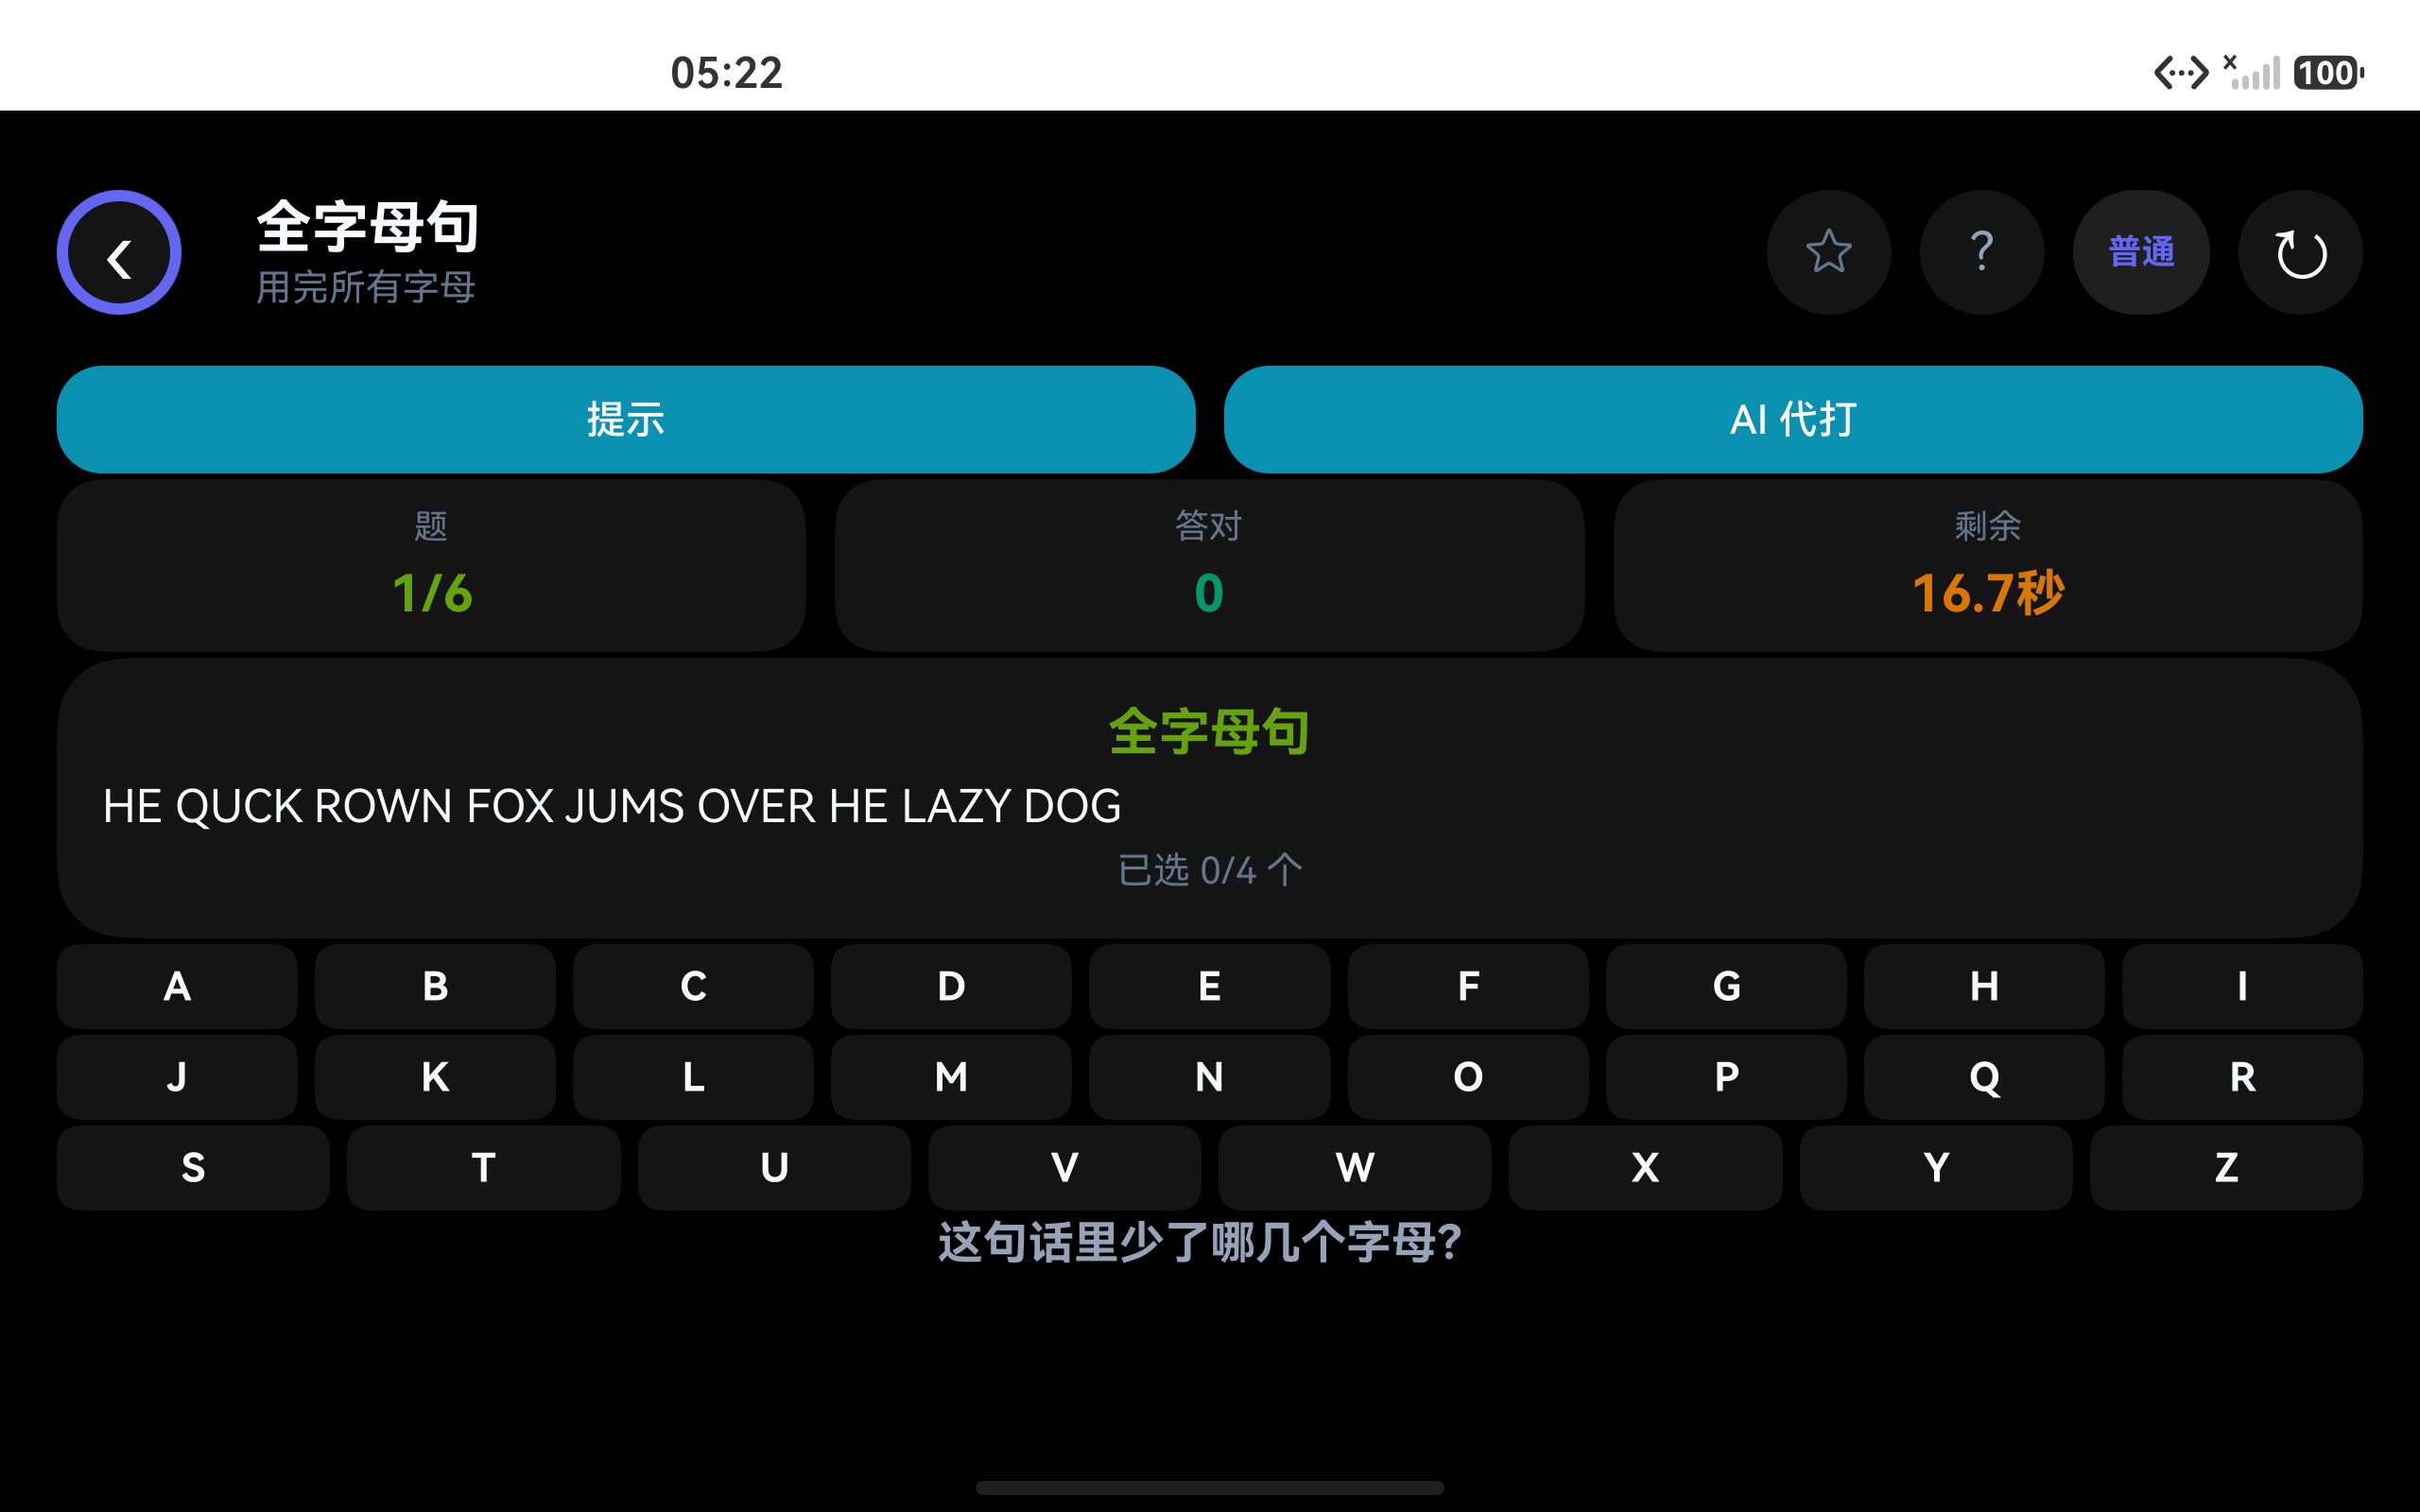 05:22
100
全字母句
用完所有字母
?
普通
提示
AI 代打
题
答对
剩余
1/6
0
16.7秒
全字母句
HE QUCK ROWN FOX JUMS OVER HE LAZY DOG
已选 0/4 个
A B C D E F G H I
J K L M N O P Q R
S T U V W X Y Z
这句话里少了哪几个字母？